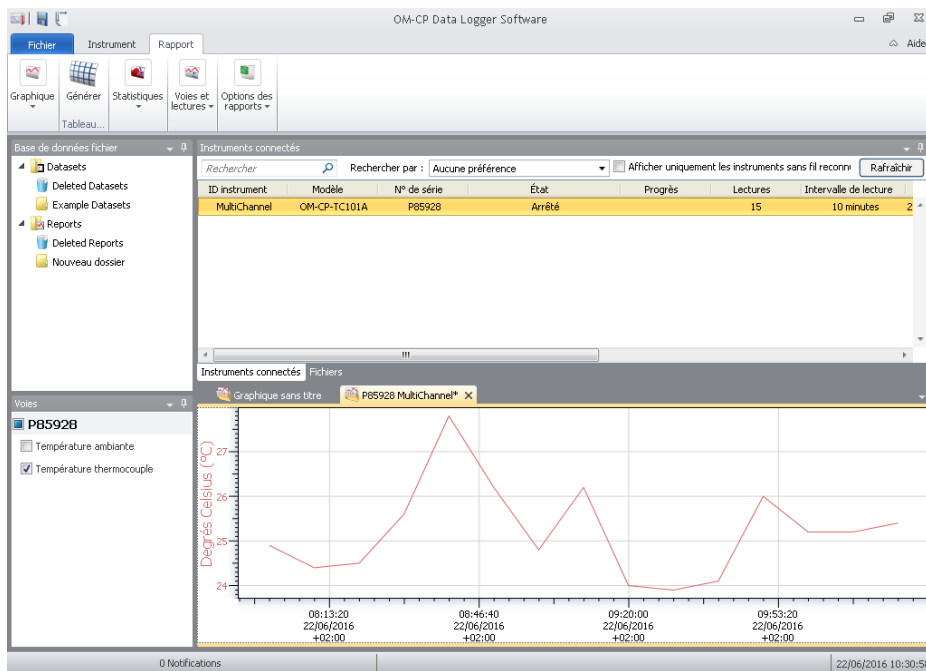 OM-CP Data Logger Software
Fichier Instrument Rapport Aide
Graphique Générer Statistiques Voies et lectures Options des rapports
Tableau...
Base de données fichier
Datasets
Deleted Datasets
Example Datasets
Reports
Deleted Reports
Nouveau dossier
Instruments connectés
Rechercher Rechercher par : Aucune préférence Afficher uniquement les instruments sans fil reconnu Rafraîchir
ID instrument Modèle N° de série État Progrès Lectures Intervalle de lecture
MultiChannel OM-CP-TC101A P85928 Arrêté 15 10 minutes 2
Instruments connectés Fichiers
Voies
P85928
Température ambiante
Température thermocouple
Graphique sans titre P85928 MultiChannel*
Degrés Celsius (°C)
27
26
25
24
08:13:20 08:46:40 09:20:00 09:53:20
22/06/2016 22/06/2016 22/06/2016 22/06/2016
+02:00 +02:00 +02:00 +02:00
0 Notifications 22/06/2016 10:30:58